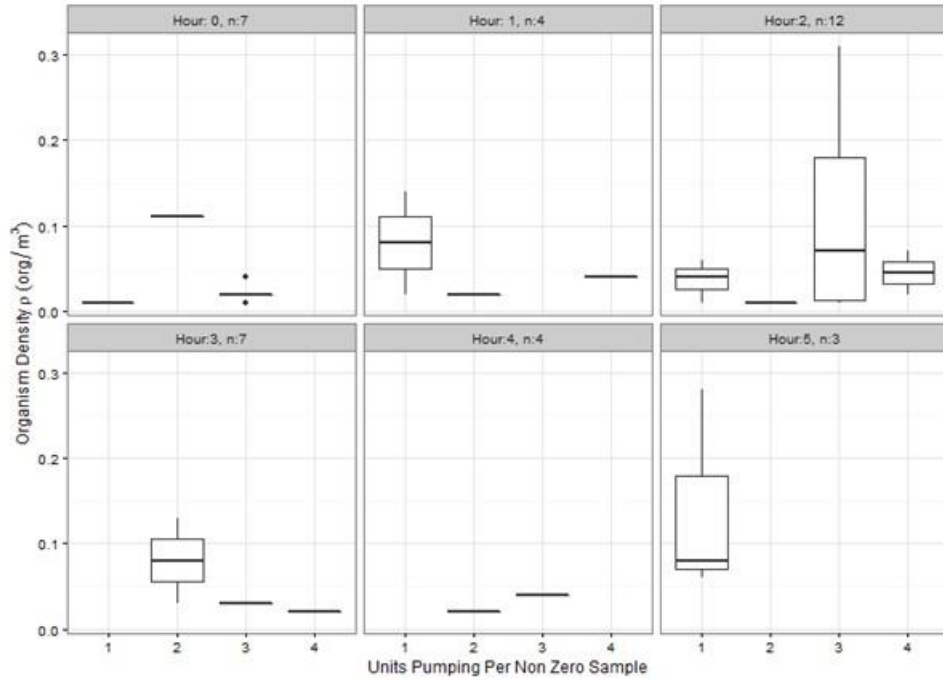 Hour: 0, n:7
Hour: 1, n:4
Hour:2, n:12
0.3
0.2
0.1
0.0
Organism Density ρ (org/m³)
Hour:3, n:7
Hour:4, n:4
Hour:5, n:3
0.3
0.2
0.1
0.0
1 2 3 4 1 2 3 4 1 2 3 4
Units Pumping Per Non Zero Sample